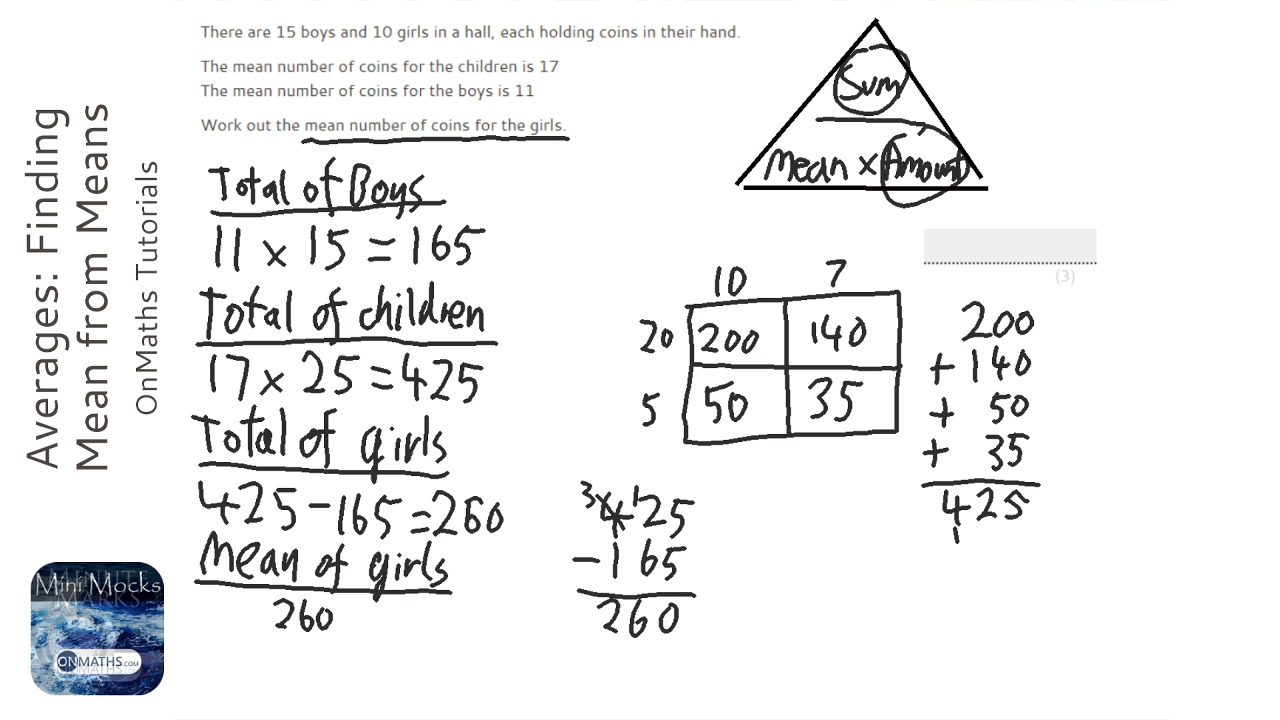 There are 15 boys and 10 girls in a hall, each holding coins in their hand.
The mean number of coins for the children is 17
The mean number of coins for the boys is 11
Work out the mean number of coins for the girls.
Averages: Finding
Mean from Means
OnMaths Tutorials
Sum
Mean × Amount
(3)
Total of Boys
11 × 15 = 165
Total of children
17 × 25 = 425
Total of girls
425 - 165 = 260
Mean of girls
260
10 7
20 200 140
5 50 35
200
+ 140
+ 50
+ 35
425
1
3 1
425
- 165
260
Mini Mocks
ONMATHS.COM